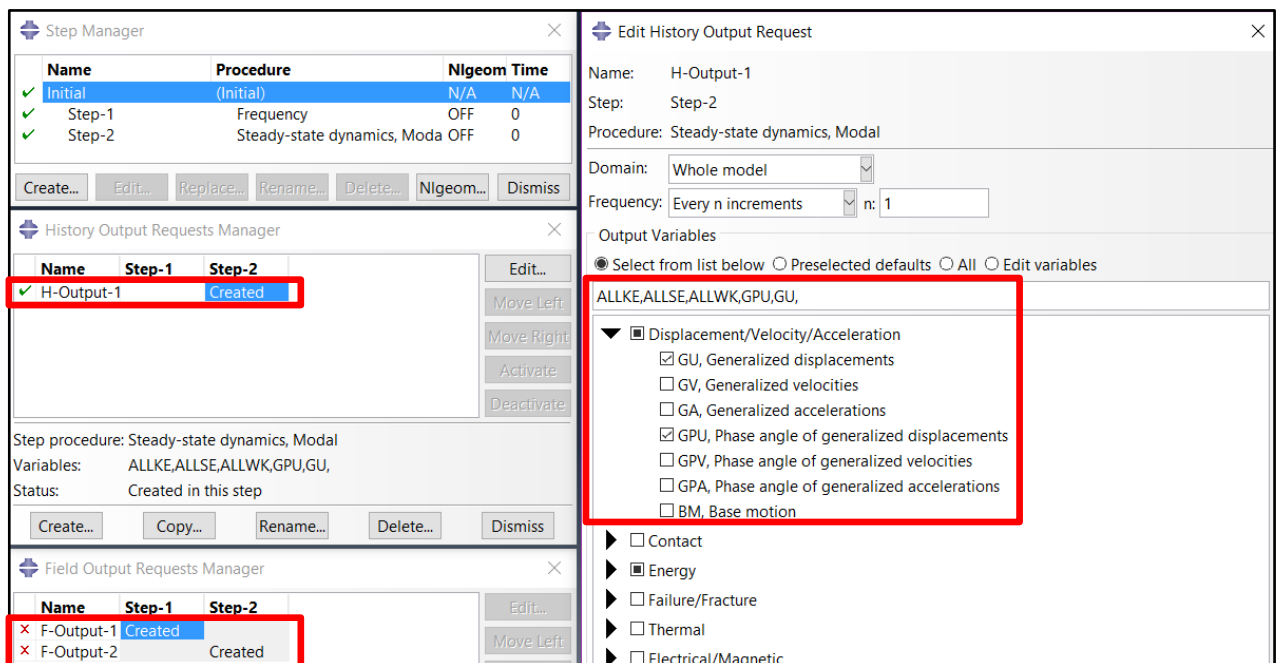 Step Manager
Name Procedure Nlgeom Time
Initial (Initial) N/A N/A
Step-1 Frequency OFF 0
Step-2 Steady-state dynamics, Moda OFF 0
Create... Edit... Replace... Rename... Delete... Nlgeom... Dismiss
History Output Requests Manager
Name Step-1 Step-2
H-Output-1 Created
Edit...
Move Left
Move Right
Activate
Deactivate
Step procedure: Steady-state dynamics, Modal
Variables: ALLKE,ALLSE,ALLWK,GPU,GU,
Status: Created in this step
Create... Copy... Rename... Delete... Dismiss
Field Output Requests Manager
Name Step-1 Step-2
F-Output-1 Created
F-Output-2 Created
Edit...
Move Left
Edit History Output Request
Name: H-Output-1
Step: Step-2
Procedure: Steady-state dynamics, Modal
Domain: Whole model
Frequency: Every n increments n: 1
Output Variables
Select from list below Preselected defaults All Edit variables
ALLKE,ALLSE,ALLWK,GPU,GU,
Displacement/Velocity/Acceleration
GU, Generalized displacements
GV, Generalized velocities
GA, Generalized accelerations
GPU, Phase angle of generalized displacements
GPV, Phase angle of generalized velocities
GPA, Phase angle of generalized accelerations
BM, Base motion
Contact
Energy
Failure/Fracture
Thermal
Electrical/Magnetic